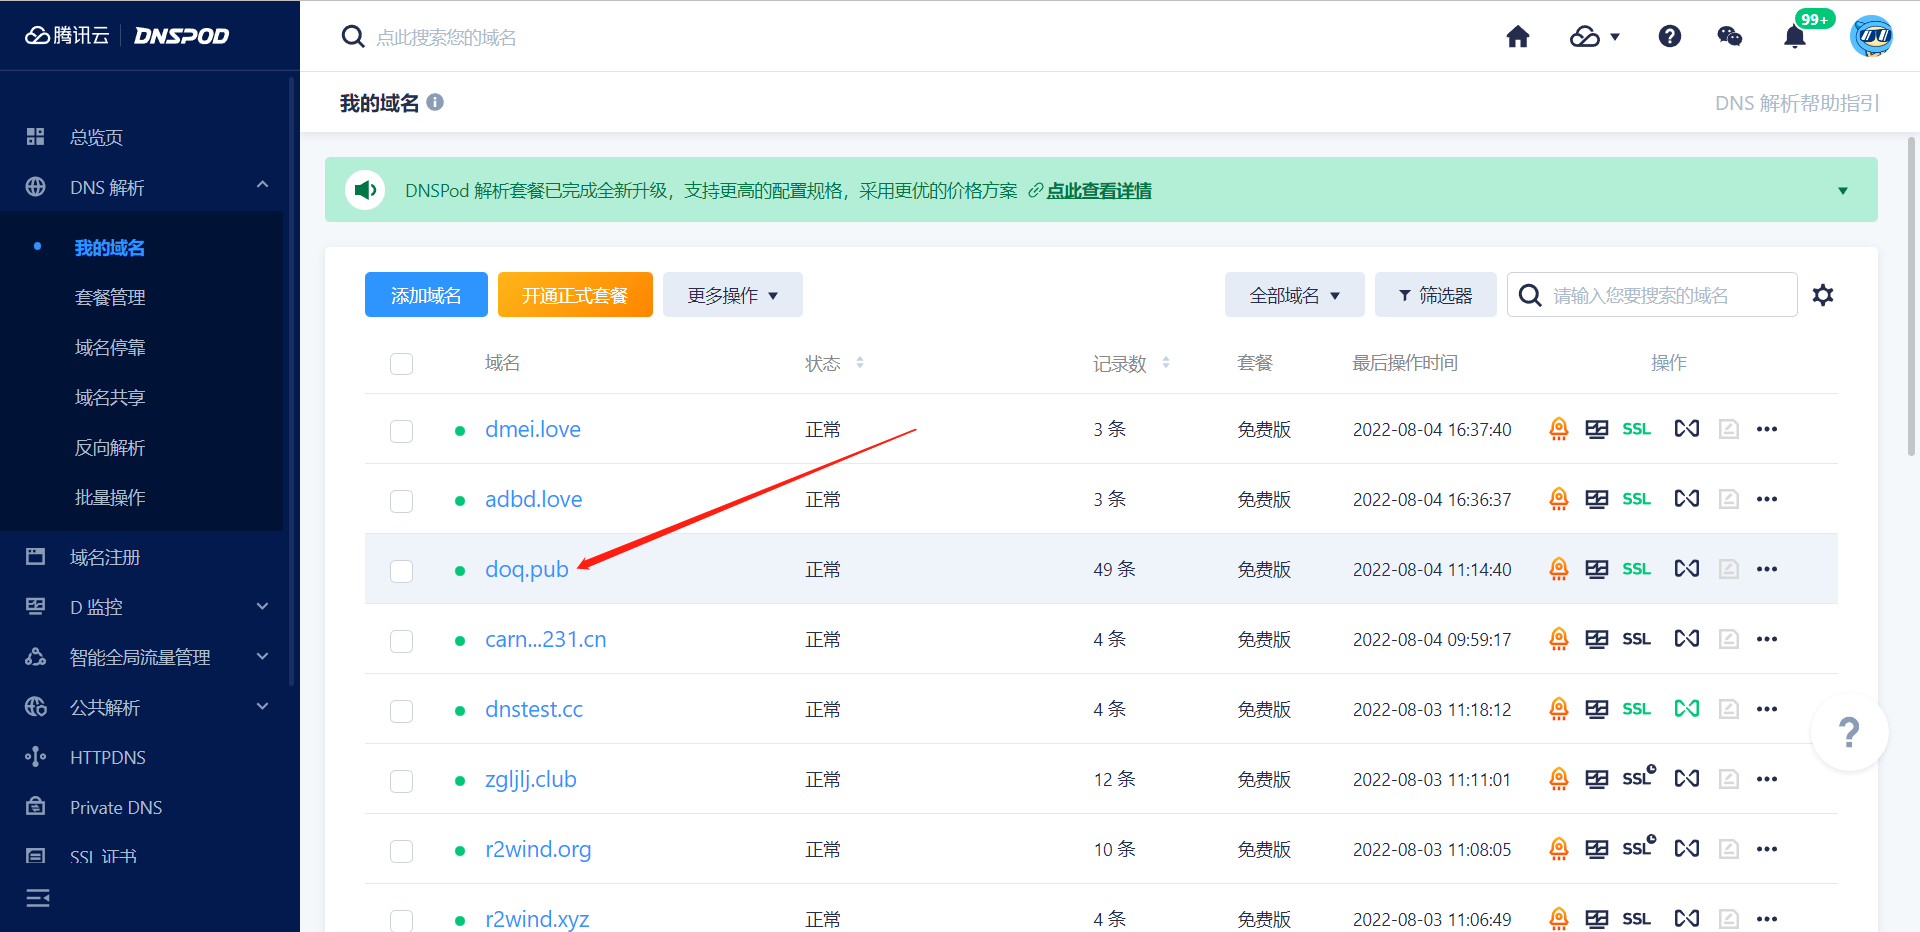 腾讯云 DNSPOD
点此搜索您的域名
99+
我的域名
DNS 解析帮助指引
总览页
DNS 解析
我的域名
套餐管理
域名停靠
域名共享
反向解析
批量操作
域名注册
D 监控
智能全局流量管理
公共解析
HTTPDNS
Private DNS
SSL 证书
DNSPod 解析套餐已完成全新升级，支持更高的配置规格，采用更优的价格方案 点此查看详情
添加域名 开通正式套餐 更多操作 全部域名 筛选器 请输入您要搜索的域名
域名 状态 记录数 套餐 最后操作时间 操作
dmei.love 正常 3 条 免费版 2022-08-04 16:37:40 SSL
adbd.love 正常 3 条 免费版 2022-08-04 16:36:37 SSL
doq.pub 正常 49 条 免费版 2022-08-04 11:14:40 SSL
carn...231.cn 正常 4 条 免费版 2022-08-04 09:59:17 SSL
dnstest.cc 正常 4 条 免费版 2022-08-03 11:18:12 SSL
zgljlj.club 正常 12 条 免费版 2022-08-03 11:11:01 SSL
r2wind.org 正常 10 条 免费版 2022-08-03 11:08:05 SSL
r2wind.xyz 正常 4 条 免费版 2022-08-03 11:06:49 SSL
?